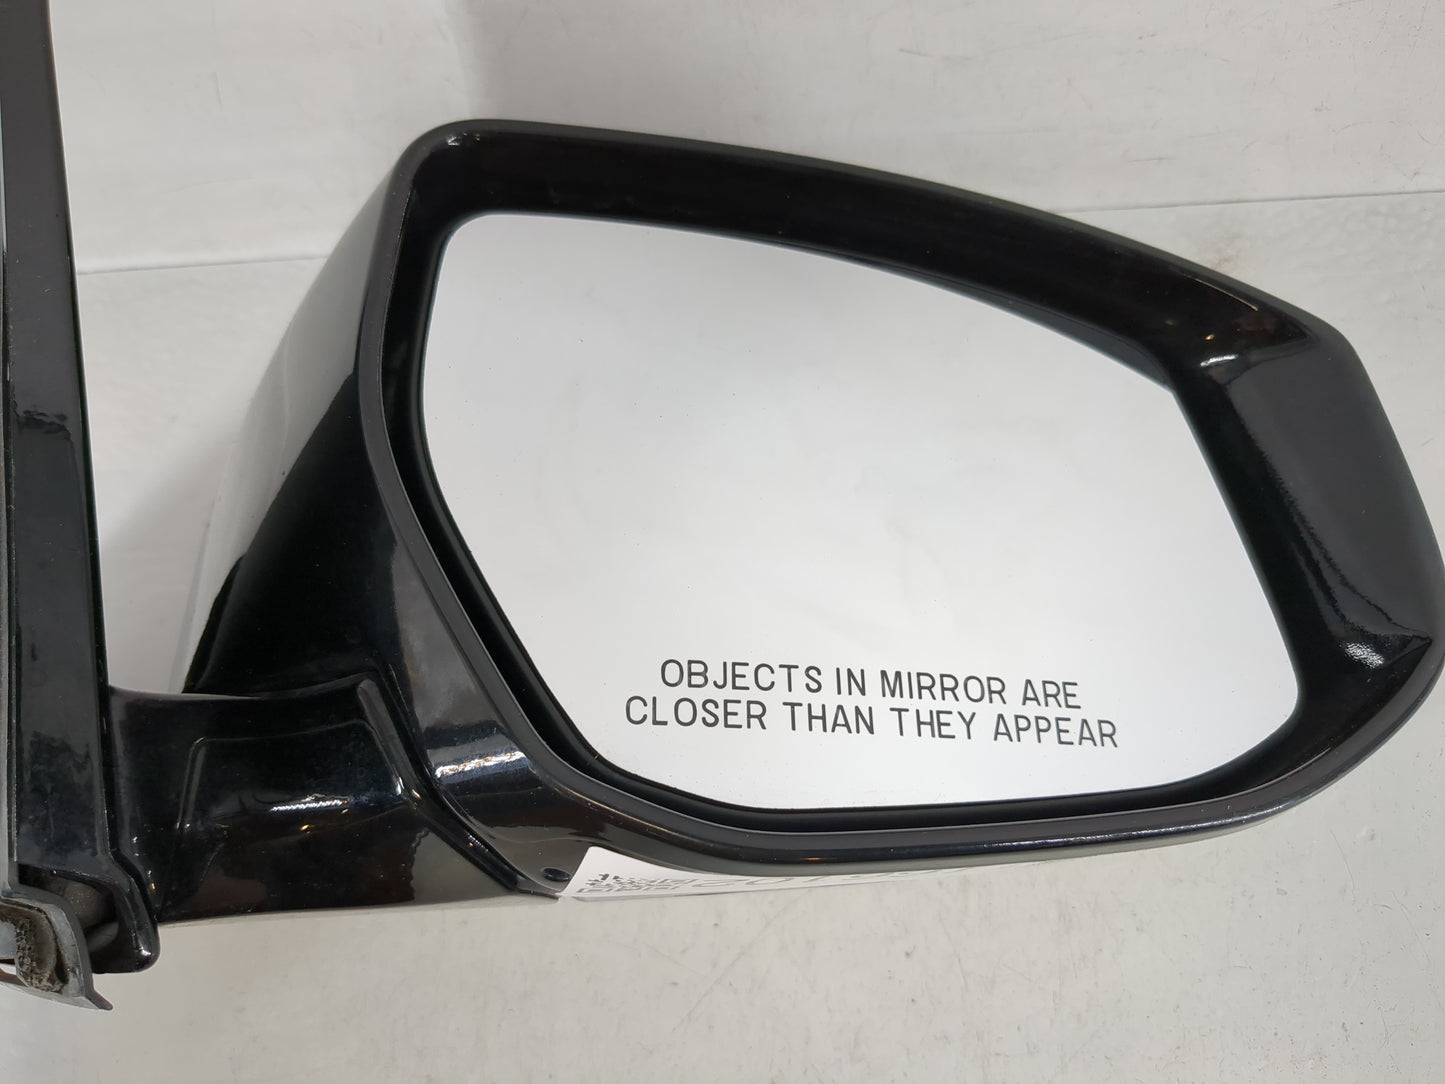 OBJECTS IN MIRROR ARE
CLOSER THAN THEY APPEAR